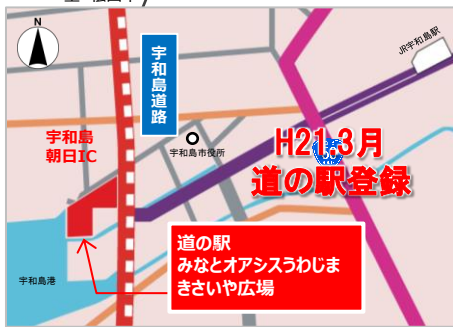 N
宇和島道路
JR宇和島駅
宇和島
朝日IC
宇和島市役所
H21.3月
道の駅登録
道の駅
みなとオアシスうわじま
きさいや広場
宇和島港